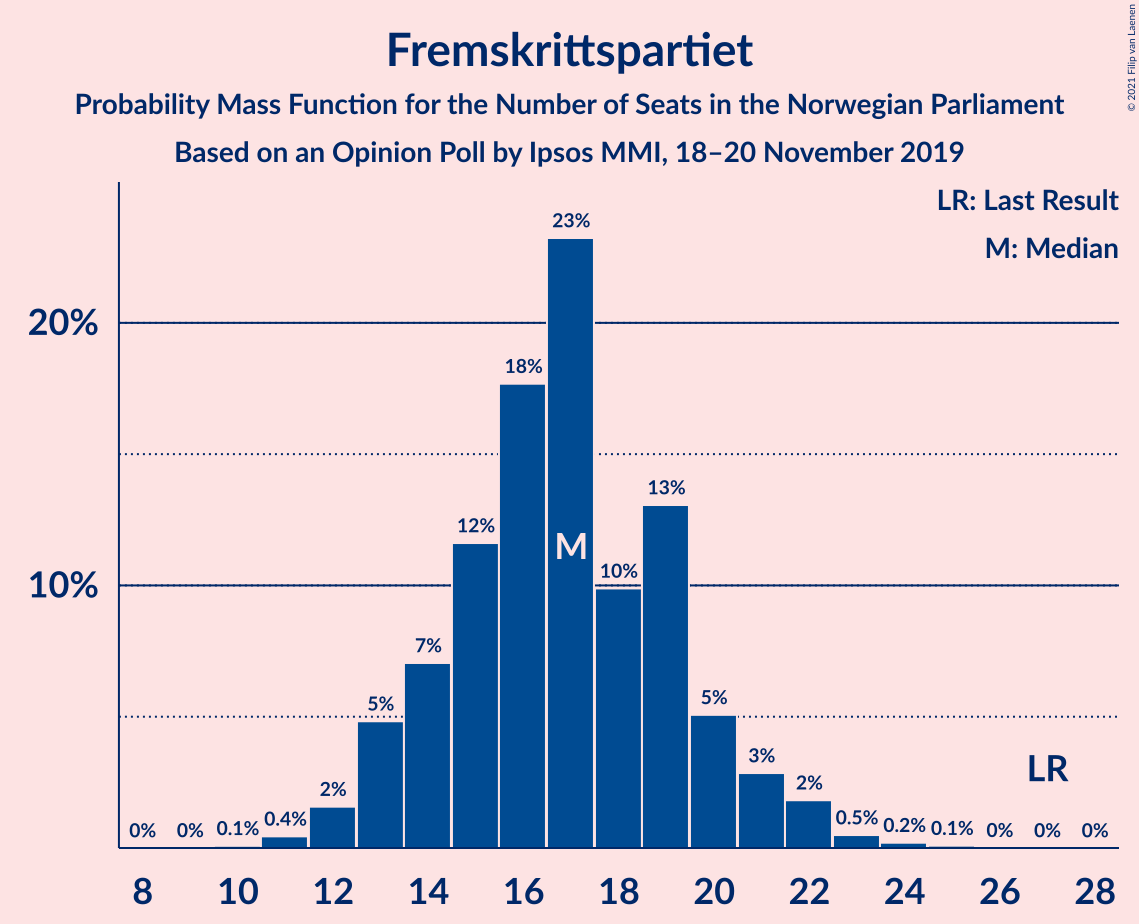 Fremskrittspartiet
Probability Mass Function for the Number of Seats in the Norwegian Parliament
Based on an Opinion Poll by Ipsos MMI, 18–20 November 2019
© 2021 Filip van Laenen
LR: Last Result
M: Median
23%
20%
18%
13%
12%
M
10%
10%
7%
5%
5%
3%
LR
2%
2%
0% 0% 0.1% 0.4% 0.5% 0.2% 0.1% 0% 0% 0%
8 10 12 14 16 18 20 22 24 26 28